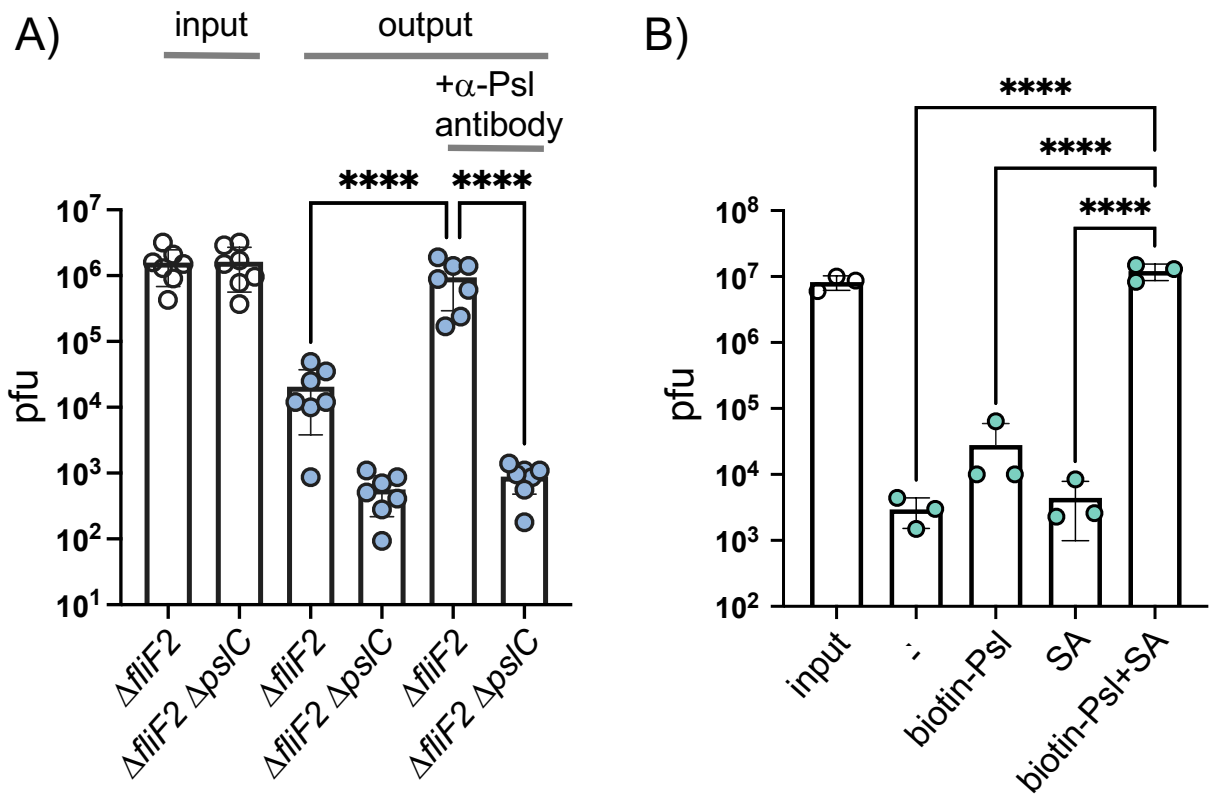 A)
input
output
+α-Psl
antibody
**** ****
pfu
10⁷
10⁶
10⁵
10⁴
10³
10²
10¹
ΔfliF2
ΔfliF2 ΔpslC
ΔfliF2
ΔfliF2 ΔpslC
ΔfliF2
ΔfliF2 ΔpslC
B)
****
****
****
pfu
10⁸
10⁷
10⁶
10⁵
10⁴
10³
10²
input
-
biotin-Psl
SA
biotin-Psl+SA